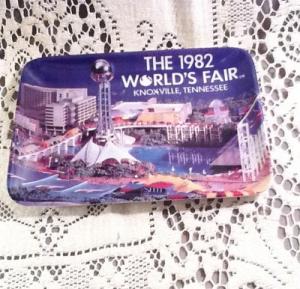 THE 1982
WORLD'S FAIR
KNOXVILLE, TENNESSEE